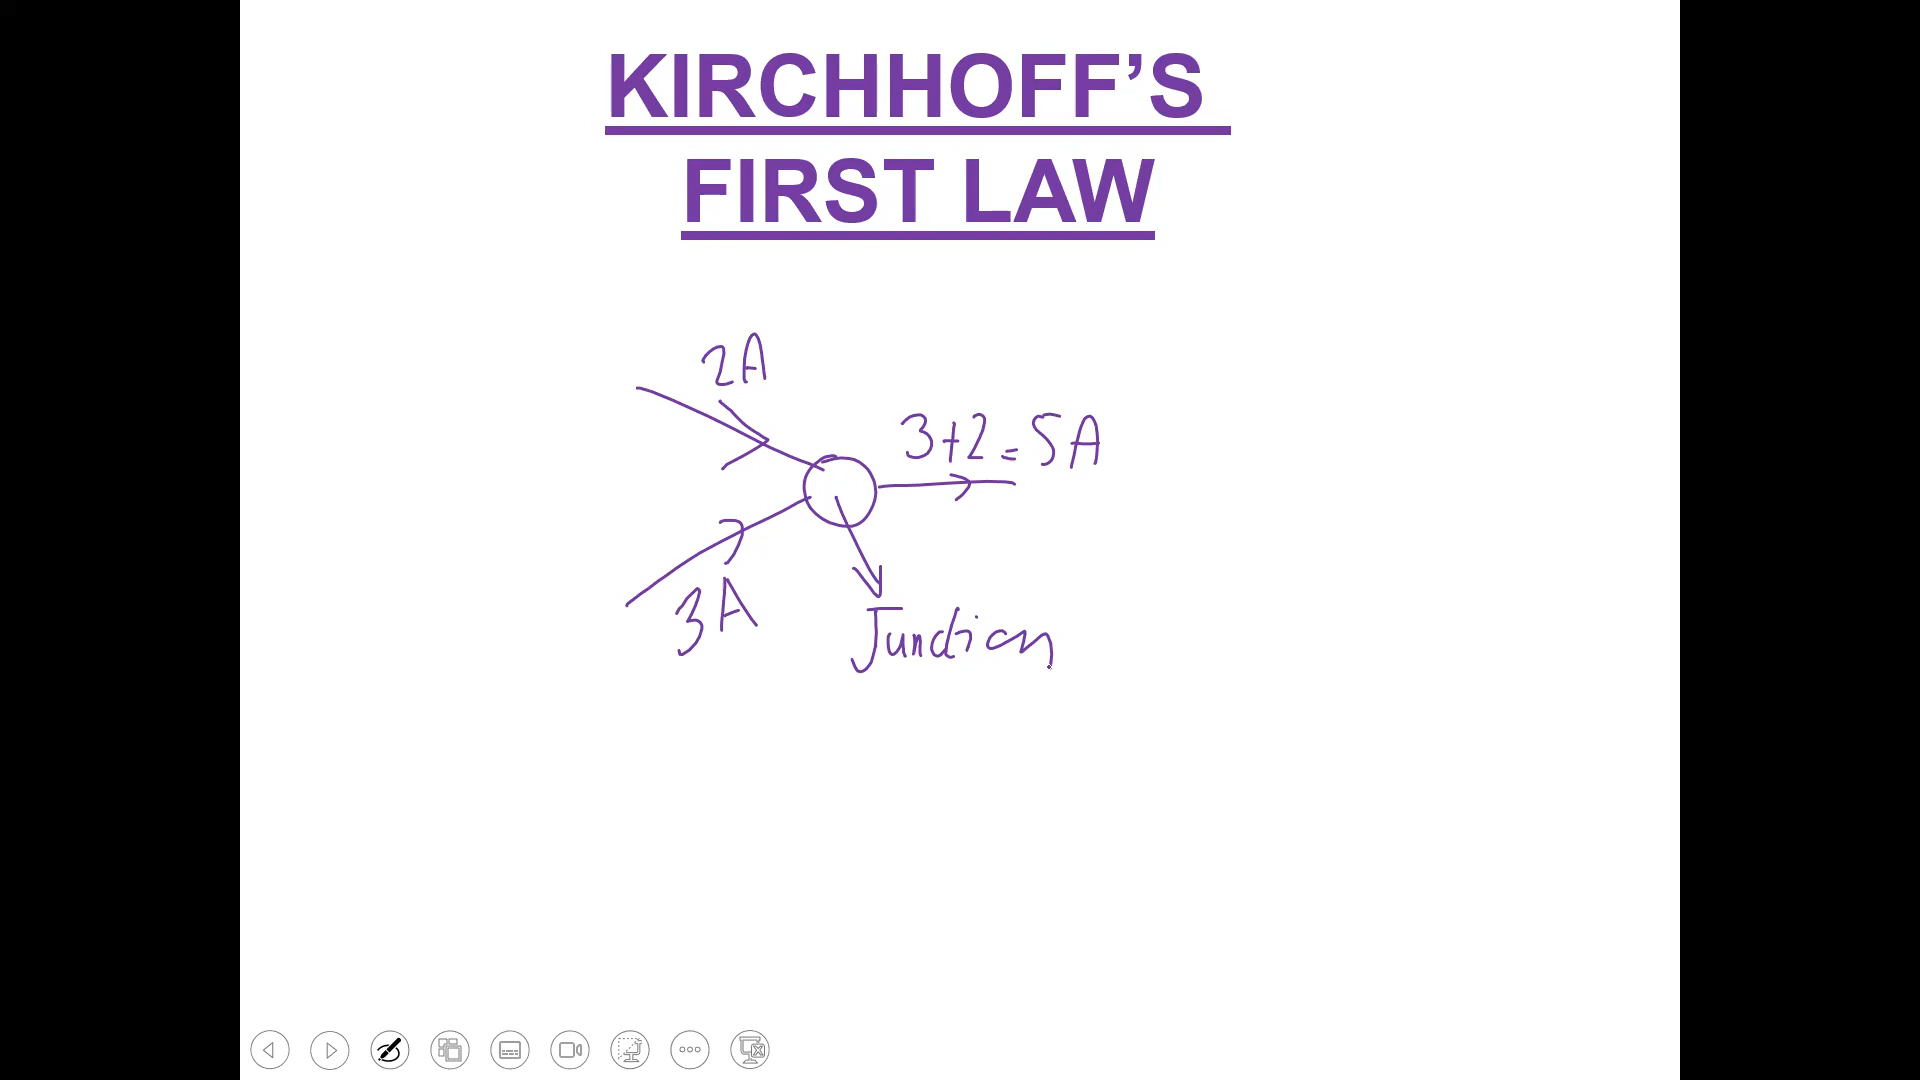 KIRCHHOFF’S
FIRST LAW
2A
3+2=5A
3A
Junction